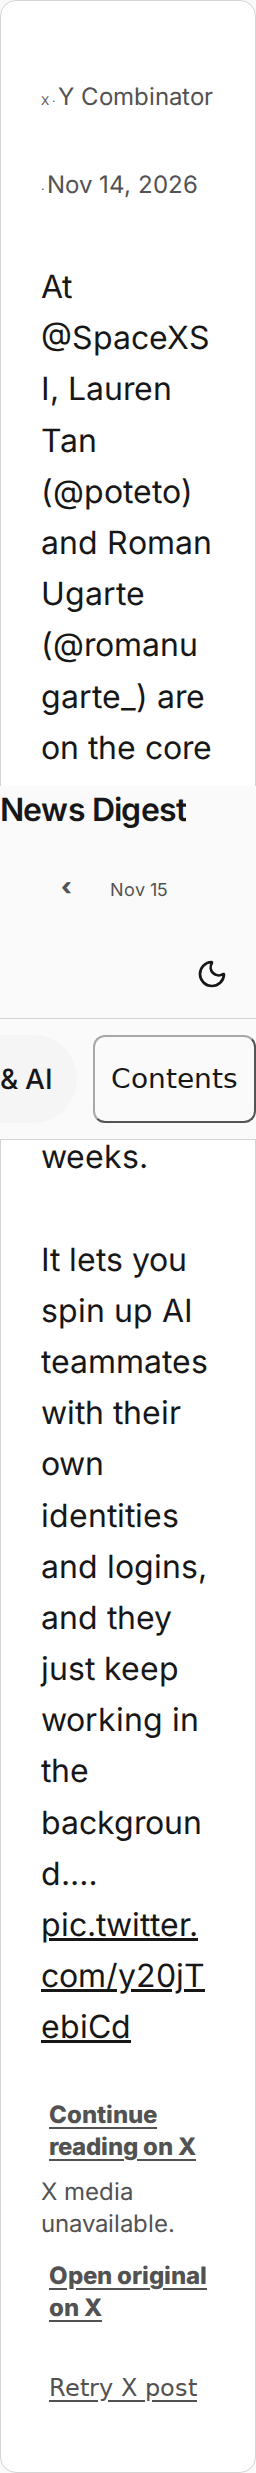 X · Y Combinator
· Nov 14, 2026
At
@SpaceXS
I, Lauren
Tan
(@poteto)
and Roman
Ugarte
(@romanu
garte_) are
on the core
News Digest
‹ Nov 15
& AI Contents
weeks.
It lets you
spin up AI
teammates
with their
own
identities
and logins,
and they
just keep
working in
the
backgroun
d....
pic.twitter.
com/y20jT
ebiCd
Continue
reading on X
X media
unavailable.
Open original
on X
Retry X post